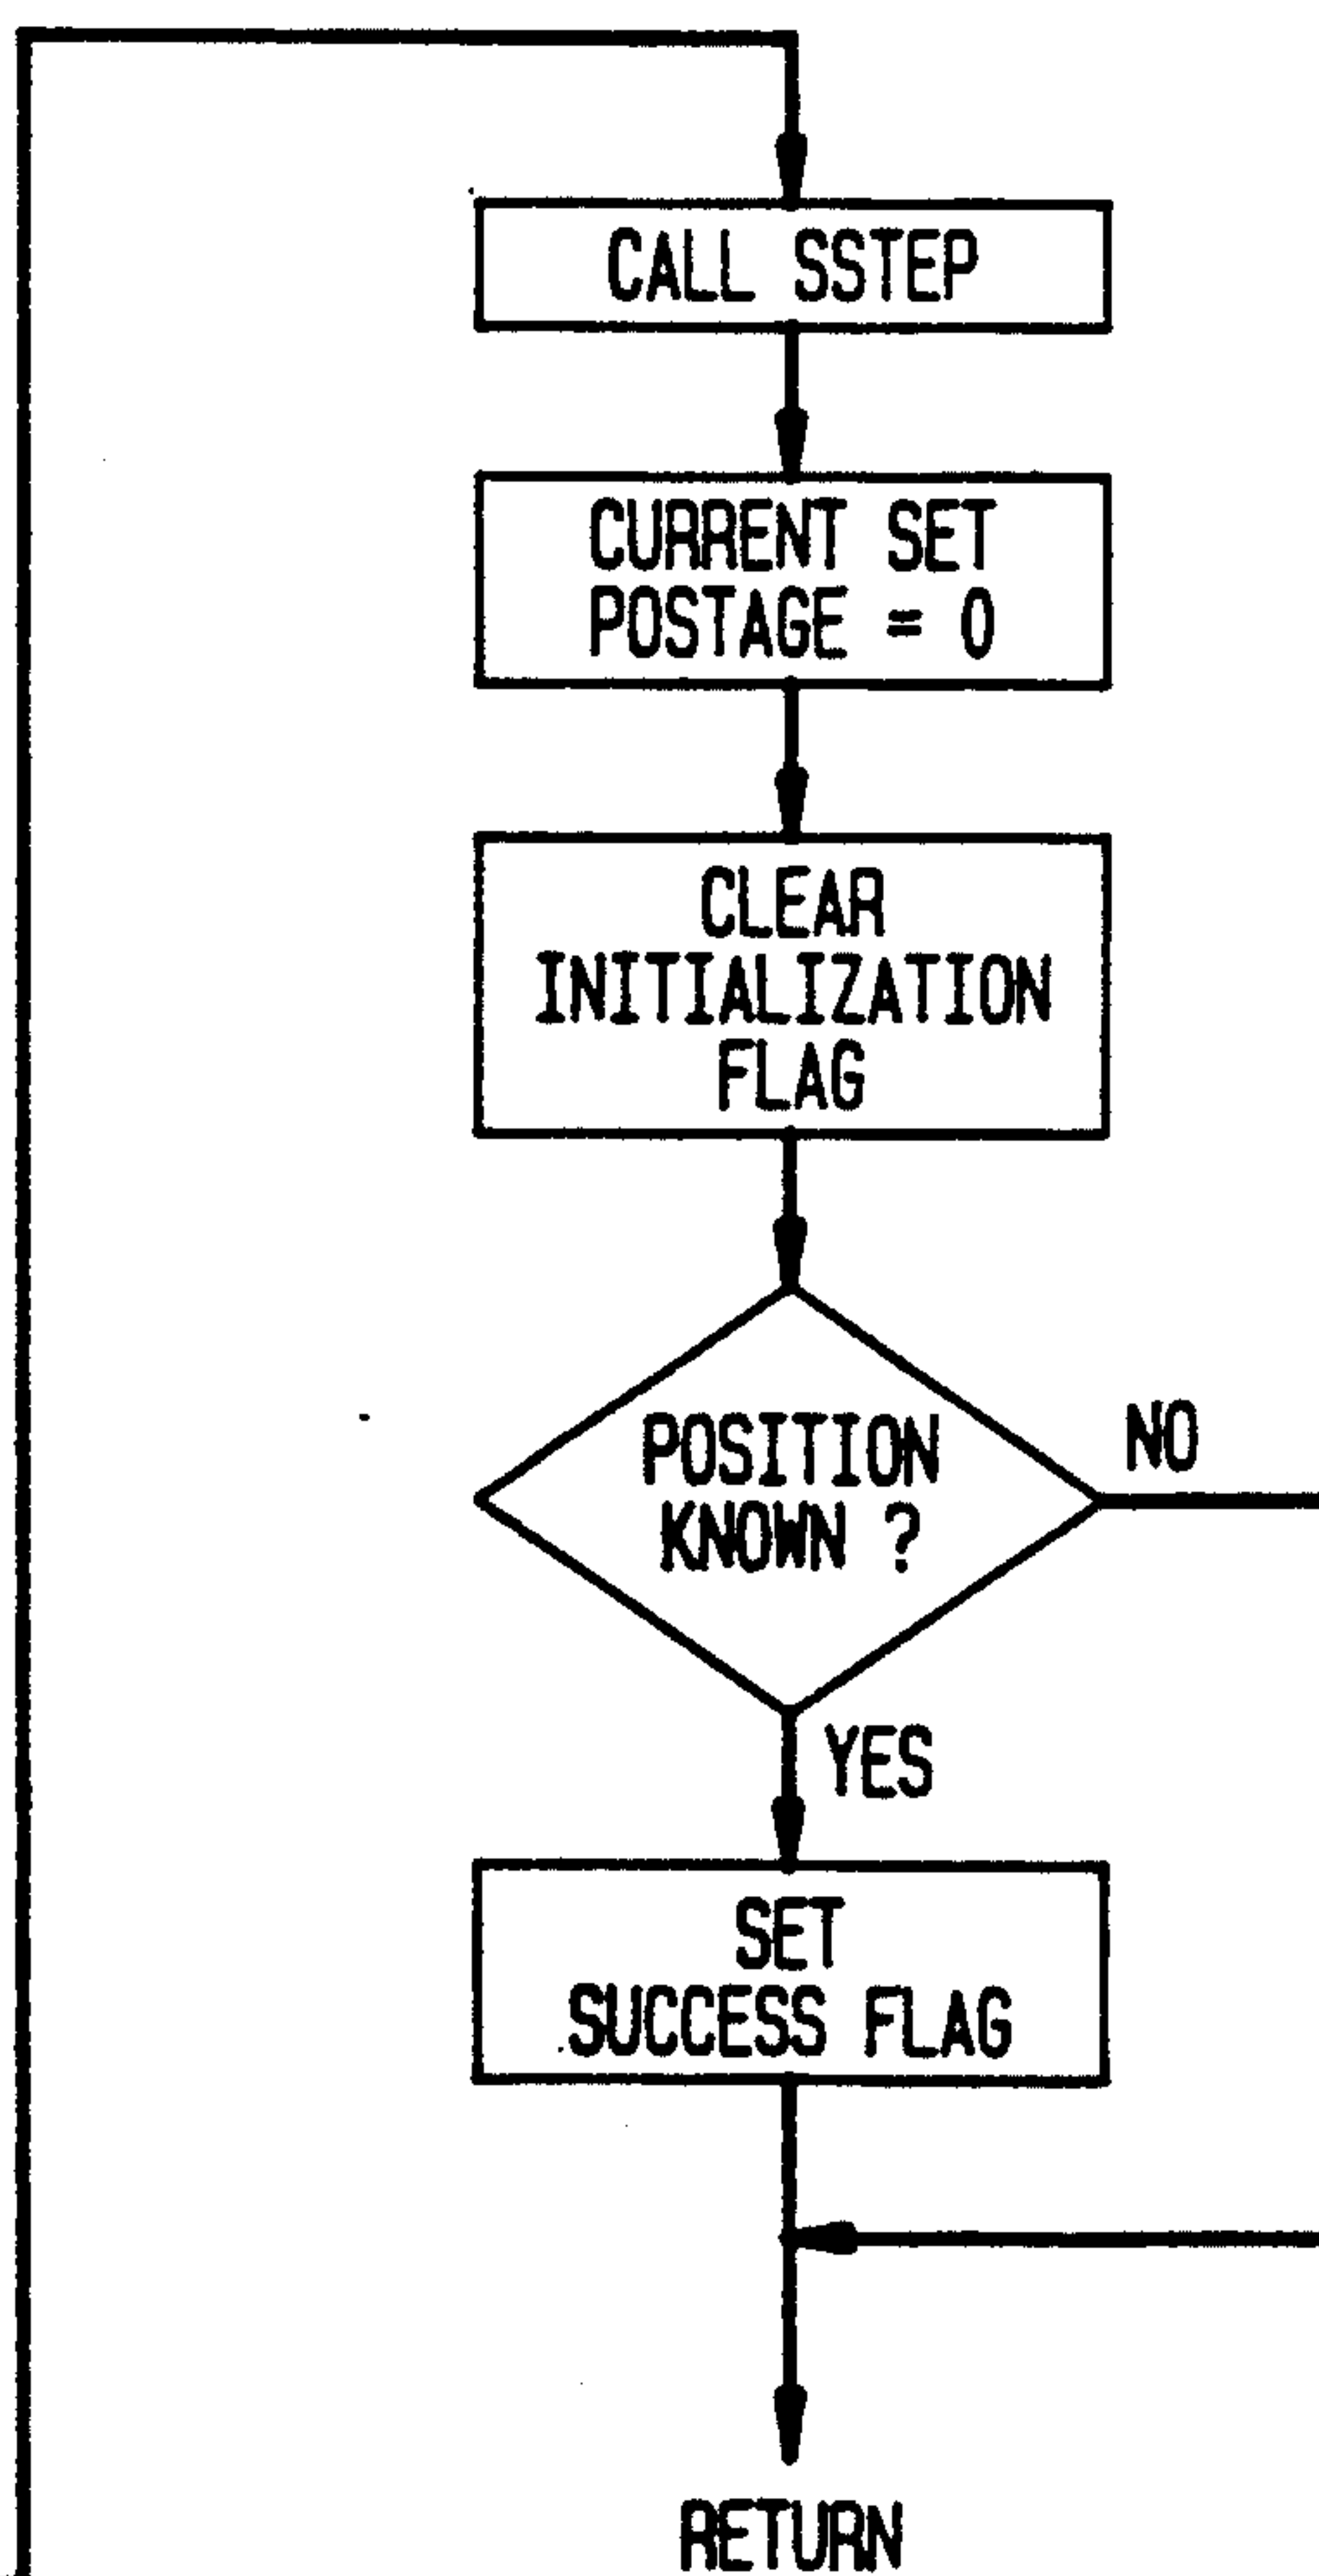 CALL SSTEP
CURRENT SET
POSTAGE = 0
CLEAR
INITIALIZATION
FLAG
POSITION
KNOWN ?
NO
YES
SET
SUCCESS FLAG
RETURN